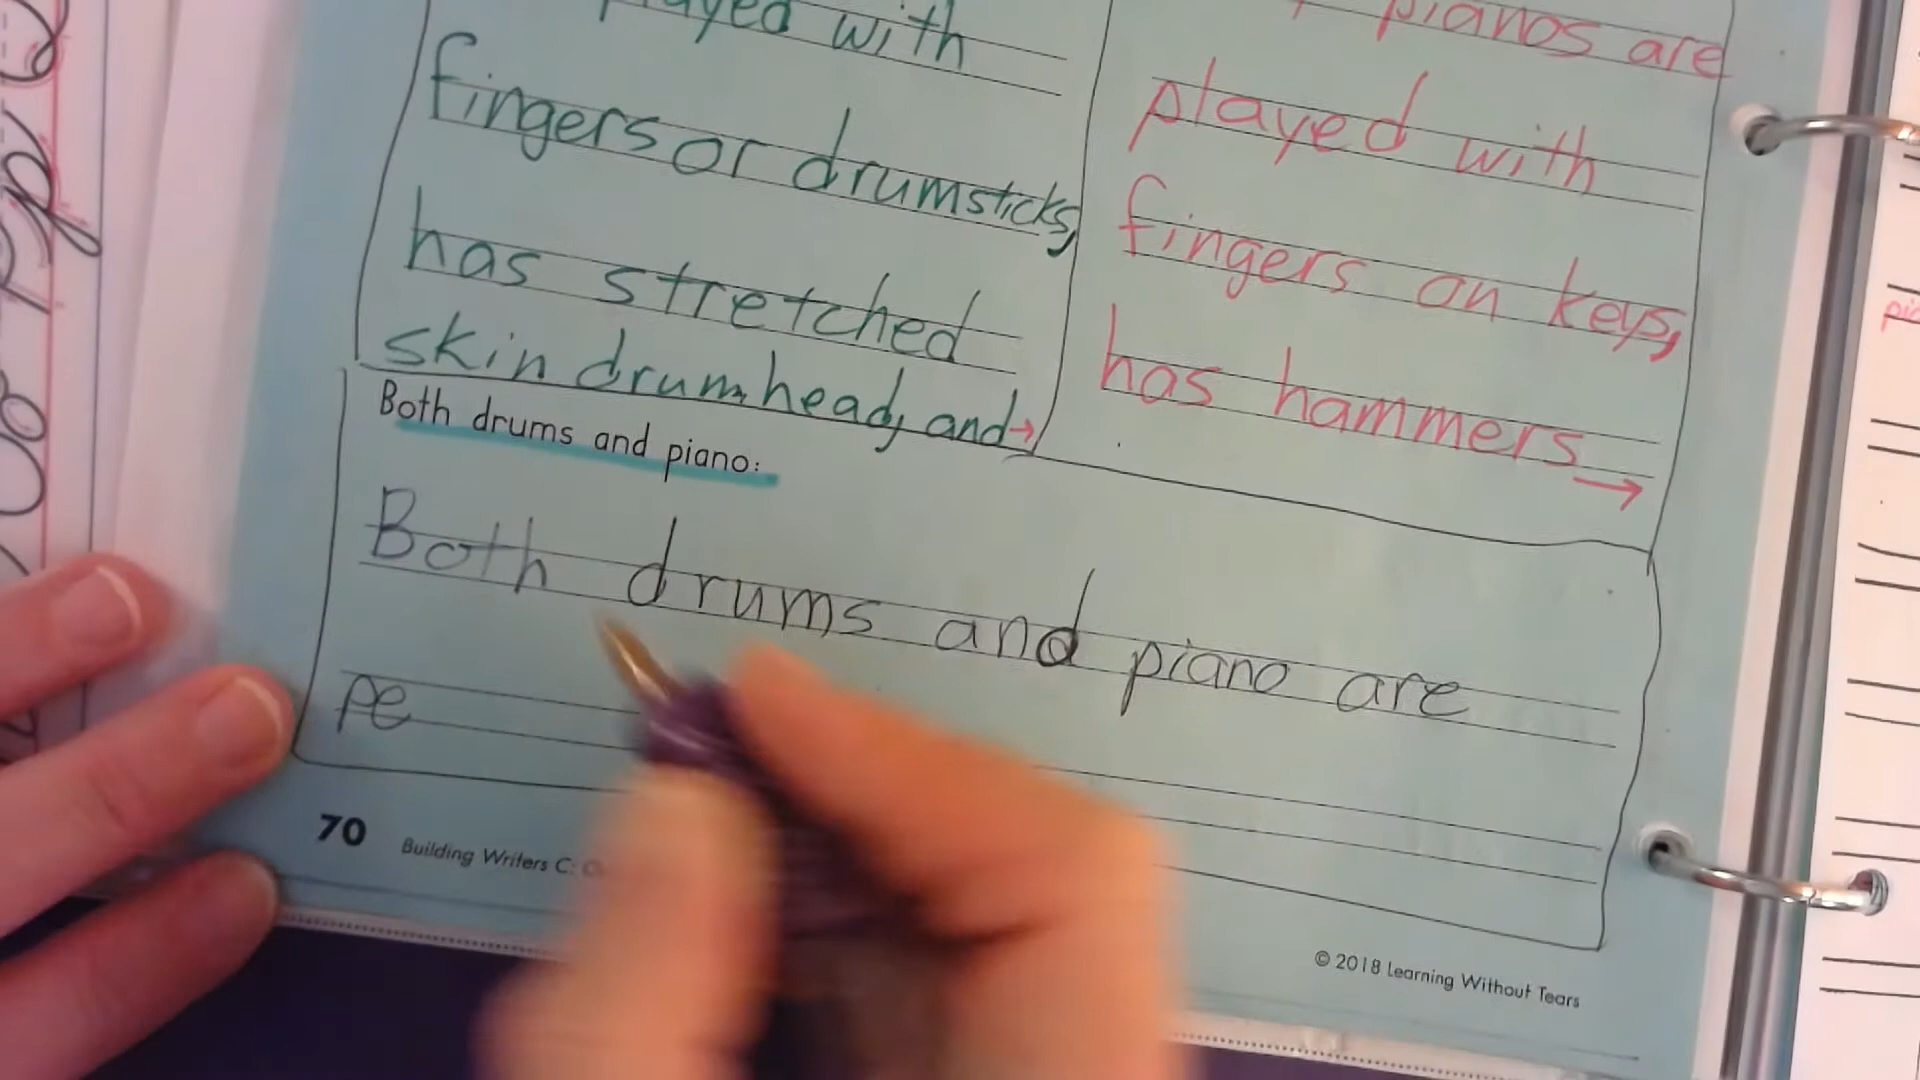 played with
fingers or drumsticks,
has stretched
skin drumhead, and→
pianos are
played with
fingers on keys,
has hammers →
Both drums and piano:
Both drums and piano are
pe
70 Building Writers C:
© 2018 Learning Without Tears